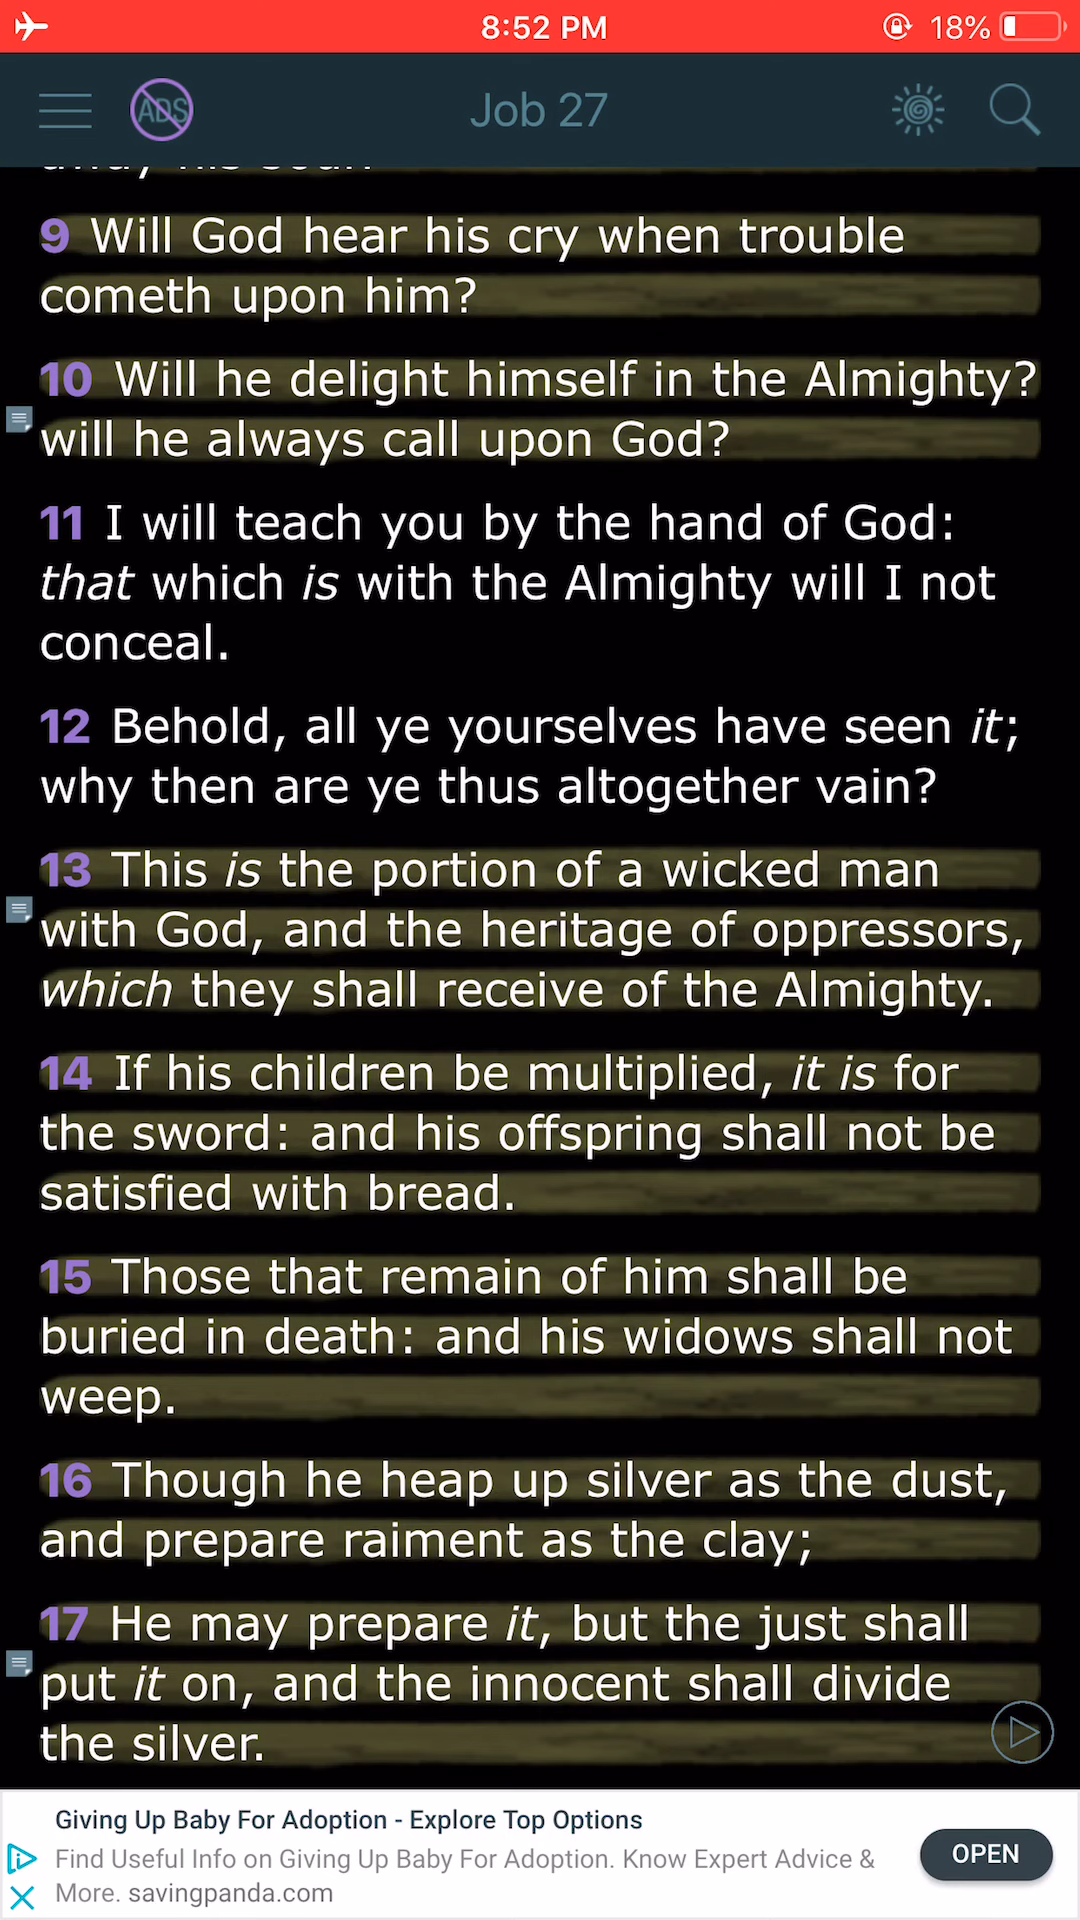 8:52 PM
18%
ADS
Job 27
9 Will God hear his cry when trouble
cometh upon him?
10 Will he delight himself in the Almighty?
will he always call upon God?
11 I will teach you by the hand of God:
that which is with the Almighty will I not
conceal.
12 Behold, all ye yourselves have seen it;
why then are ye thus altogether vain?
13 This is the portion of a wicked man
with God, and the heritage of oppressors,
which they shall receive of the Almighty.
14 If his children be multiplied, it is for
the sword: and his offspring shall not be
satisfied with bread.
15 Those that remain of him shall be
buried in death: and his widows shall not
weep.
16 Though he heap up silver as the dust,
and prepare raiment as the clay;
17 He may prepare it, but the just shall
put it on, and the innocent shall divide
the silver.
Giving Up Baby For Adoption - Explore Top Options
Find Useful Info on Giving Up Baby For Adoption. Know Expert Advice &
More. savingpanda.com
OPEN